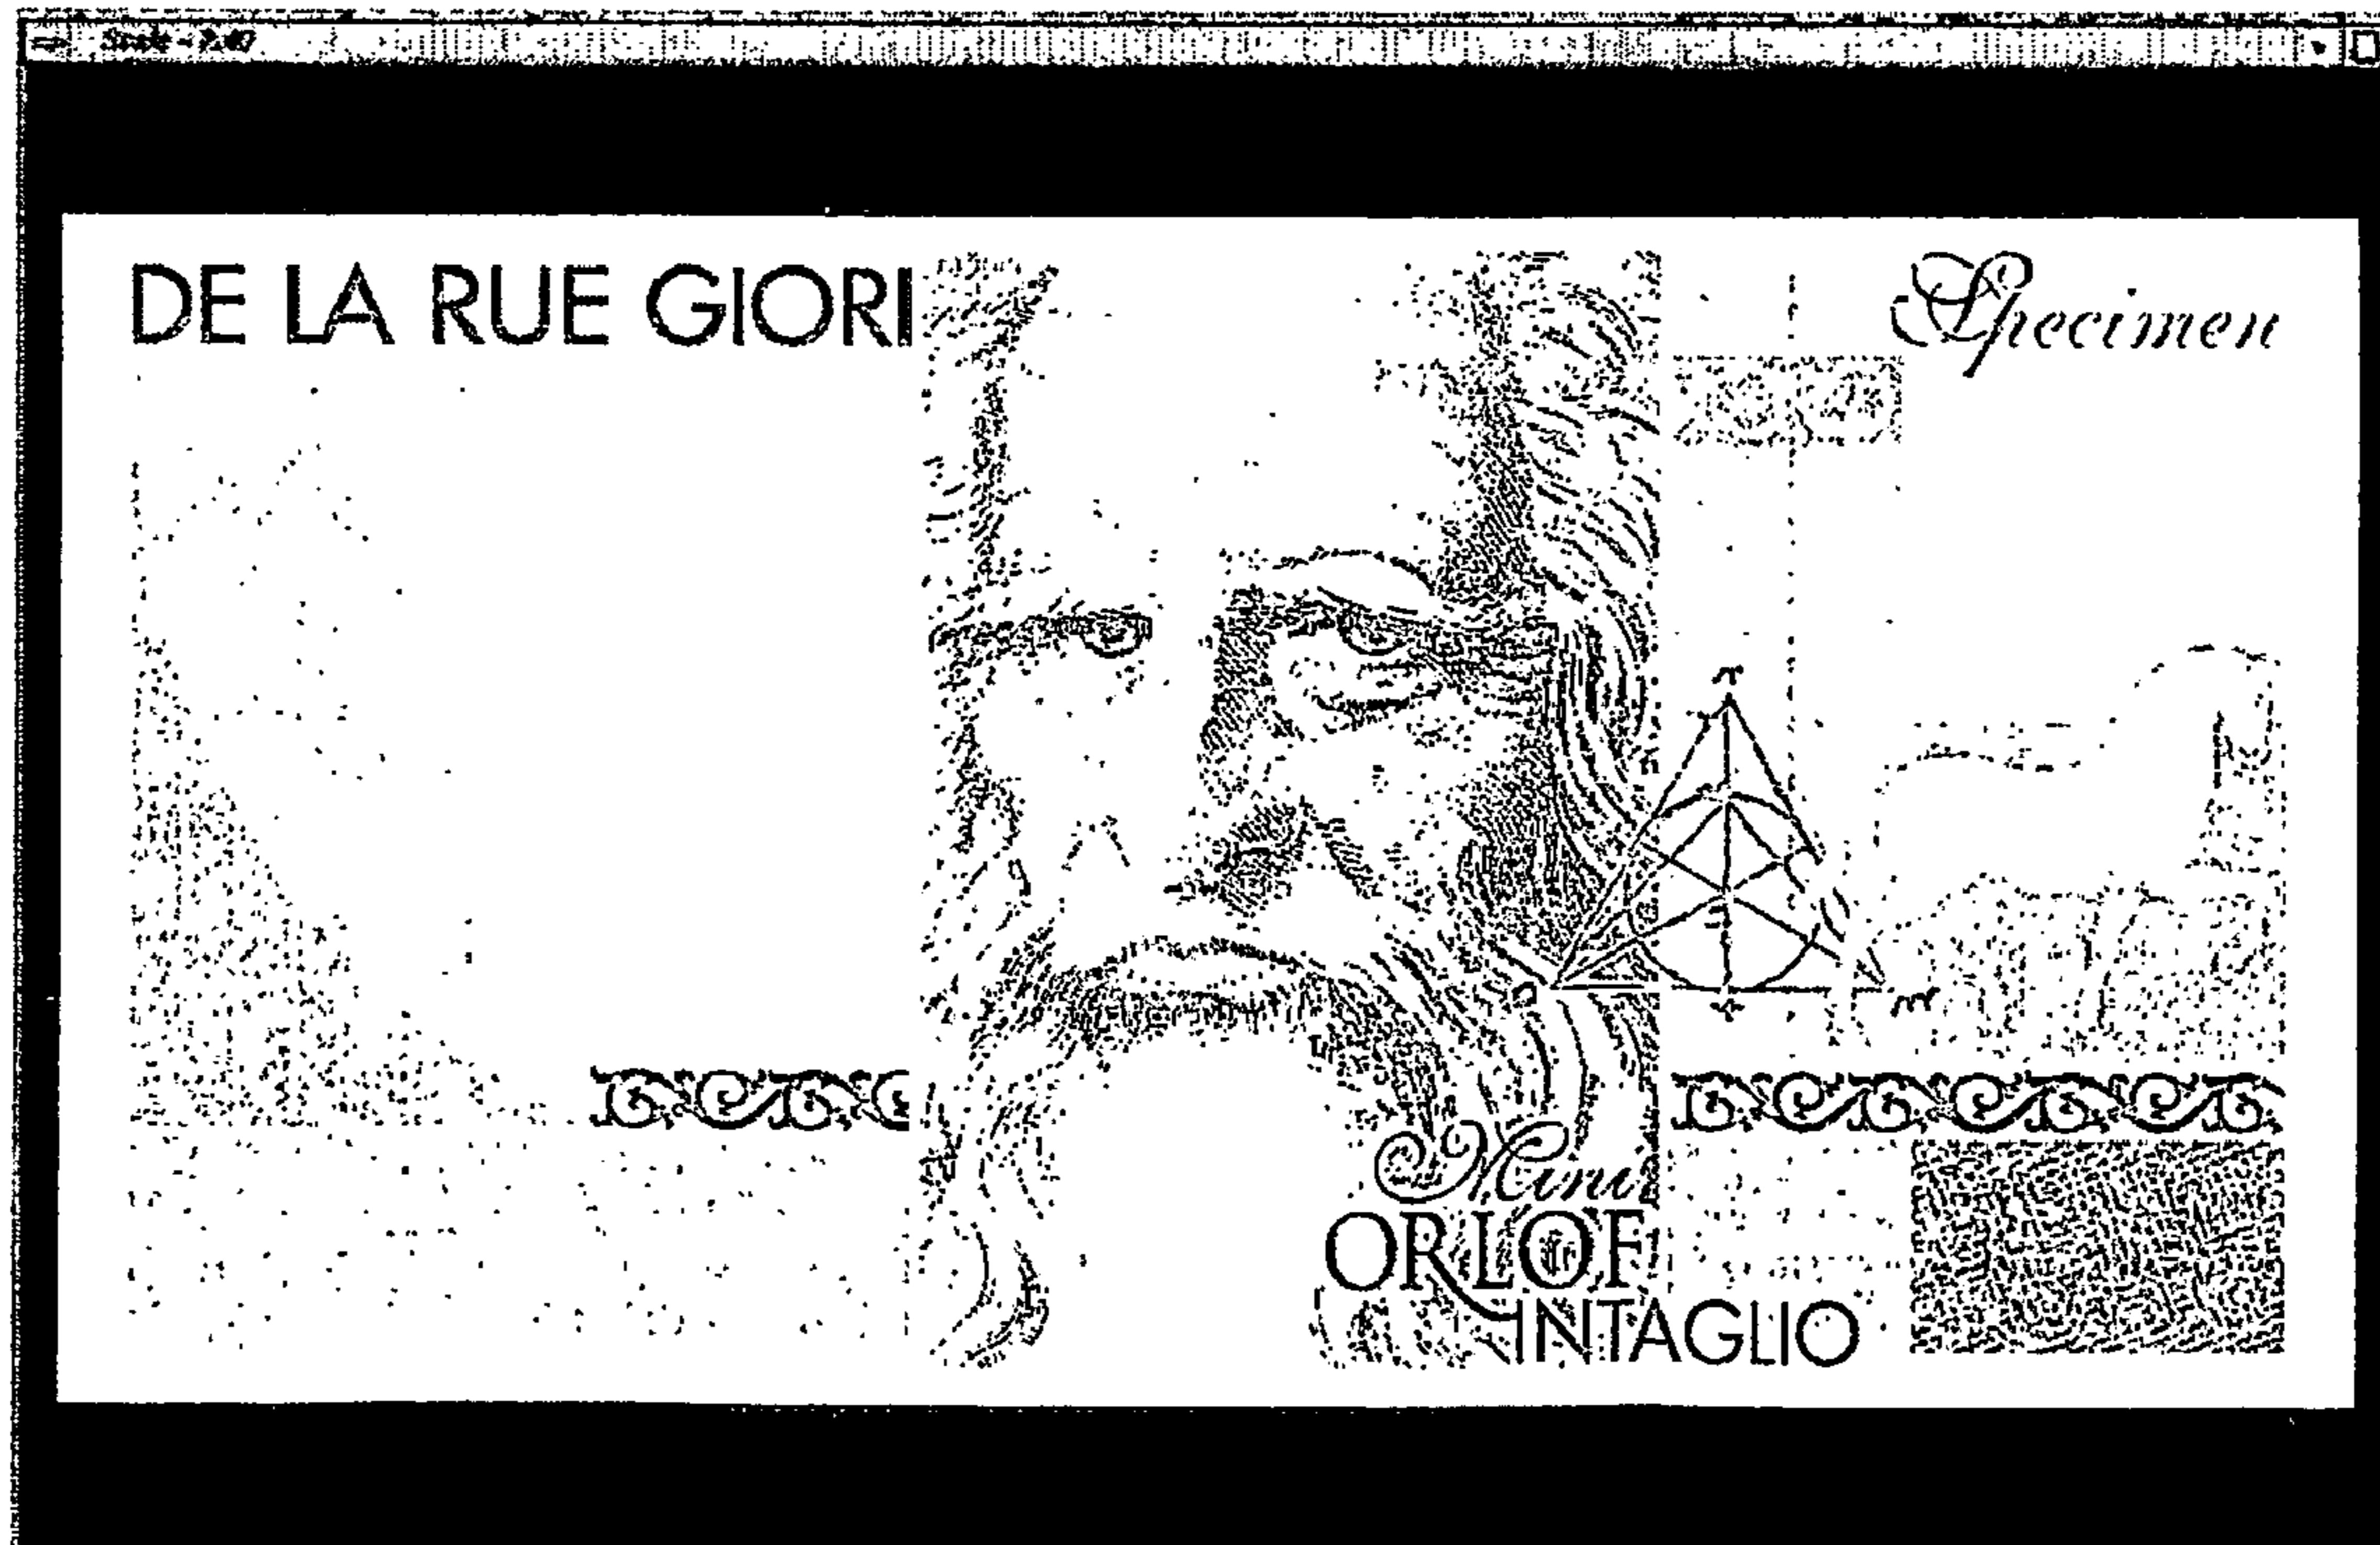 DE LA RUE GIORI
Specimen
Mini
ORLOF
INTAGLIO